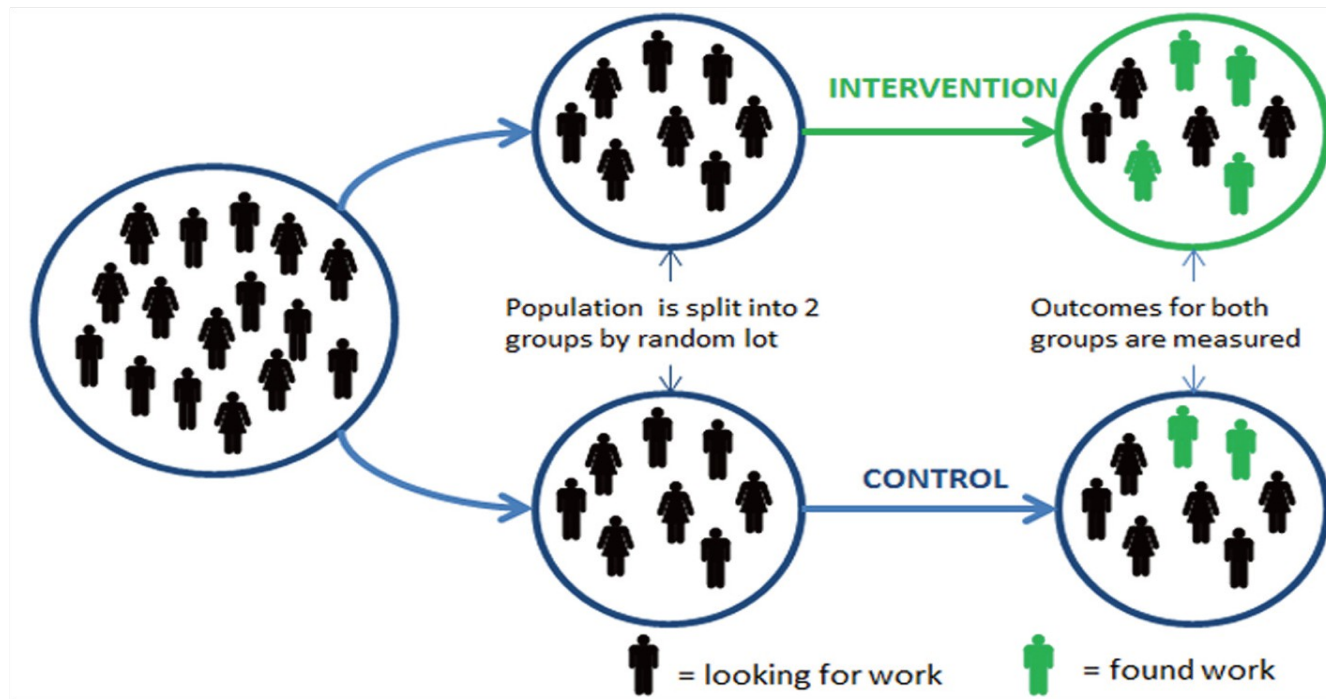 INTERVENTION
Population is split into 2
groups by random lot
Outcomes for both
groups are measured
CONTROL
= looking for work
= found work